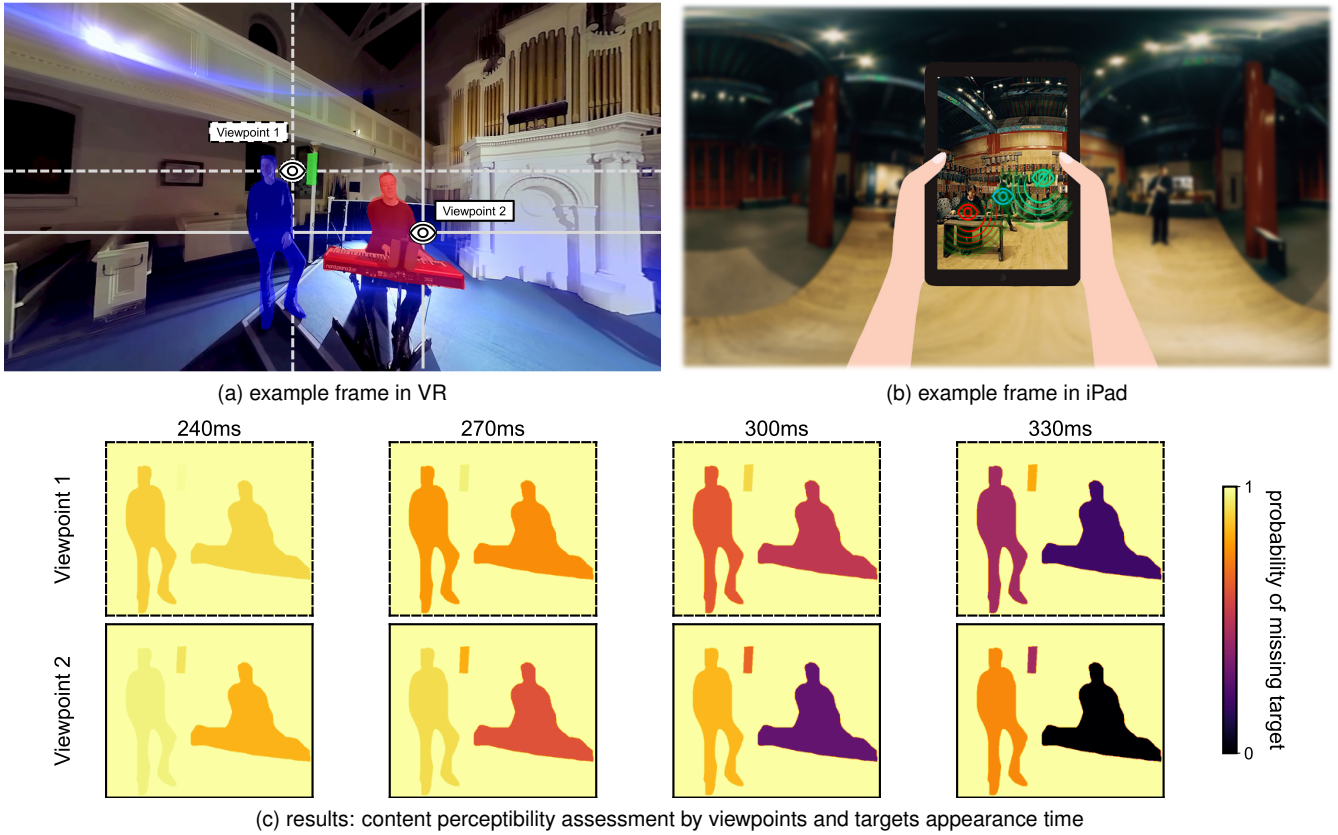 Viewpoint 1
Viewpoint 2
(a) example frame in VR
(b) example frame in iPad
240ms
270ms
300ms
330ms
Viewpoint 1
Viewpoint 2
1
0
probability of missing target
(c) results: content perceptibility assessment by viewpoints and targets appearance time